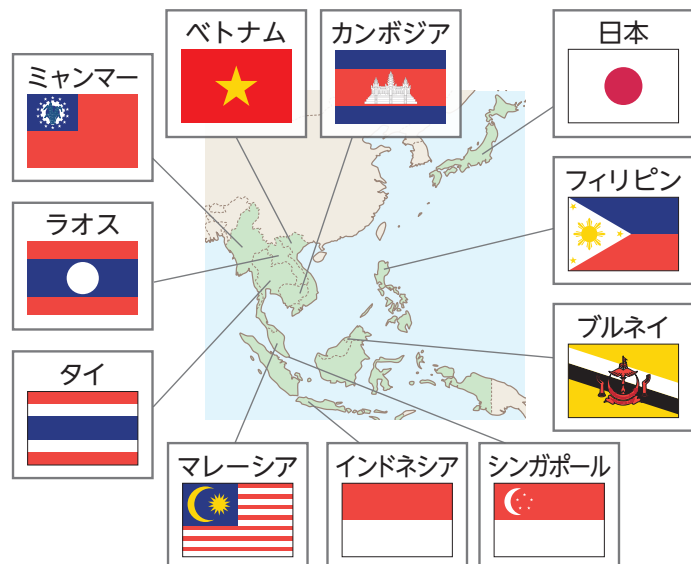 ベトナム
カンボジア
日本
ミャンマー
フィリピン
ラオス
ブルネイ
タイ
マレーシア
インドネシア
シンガポール